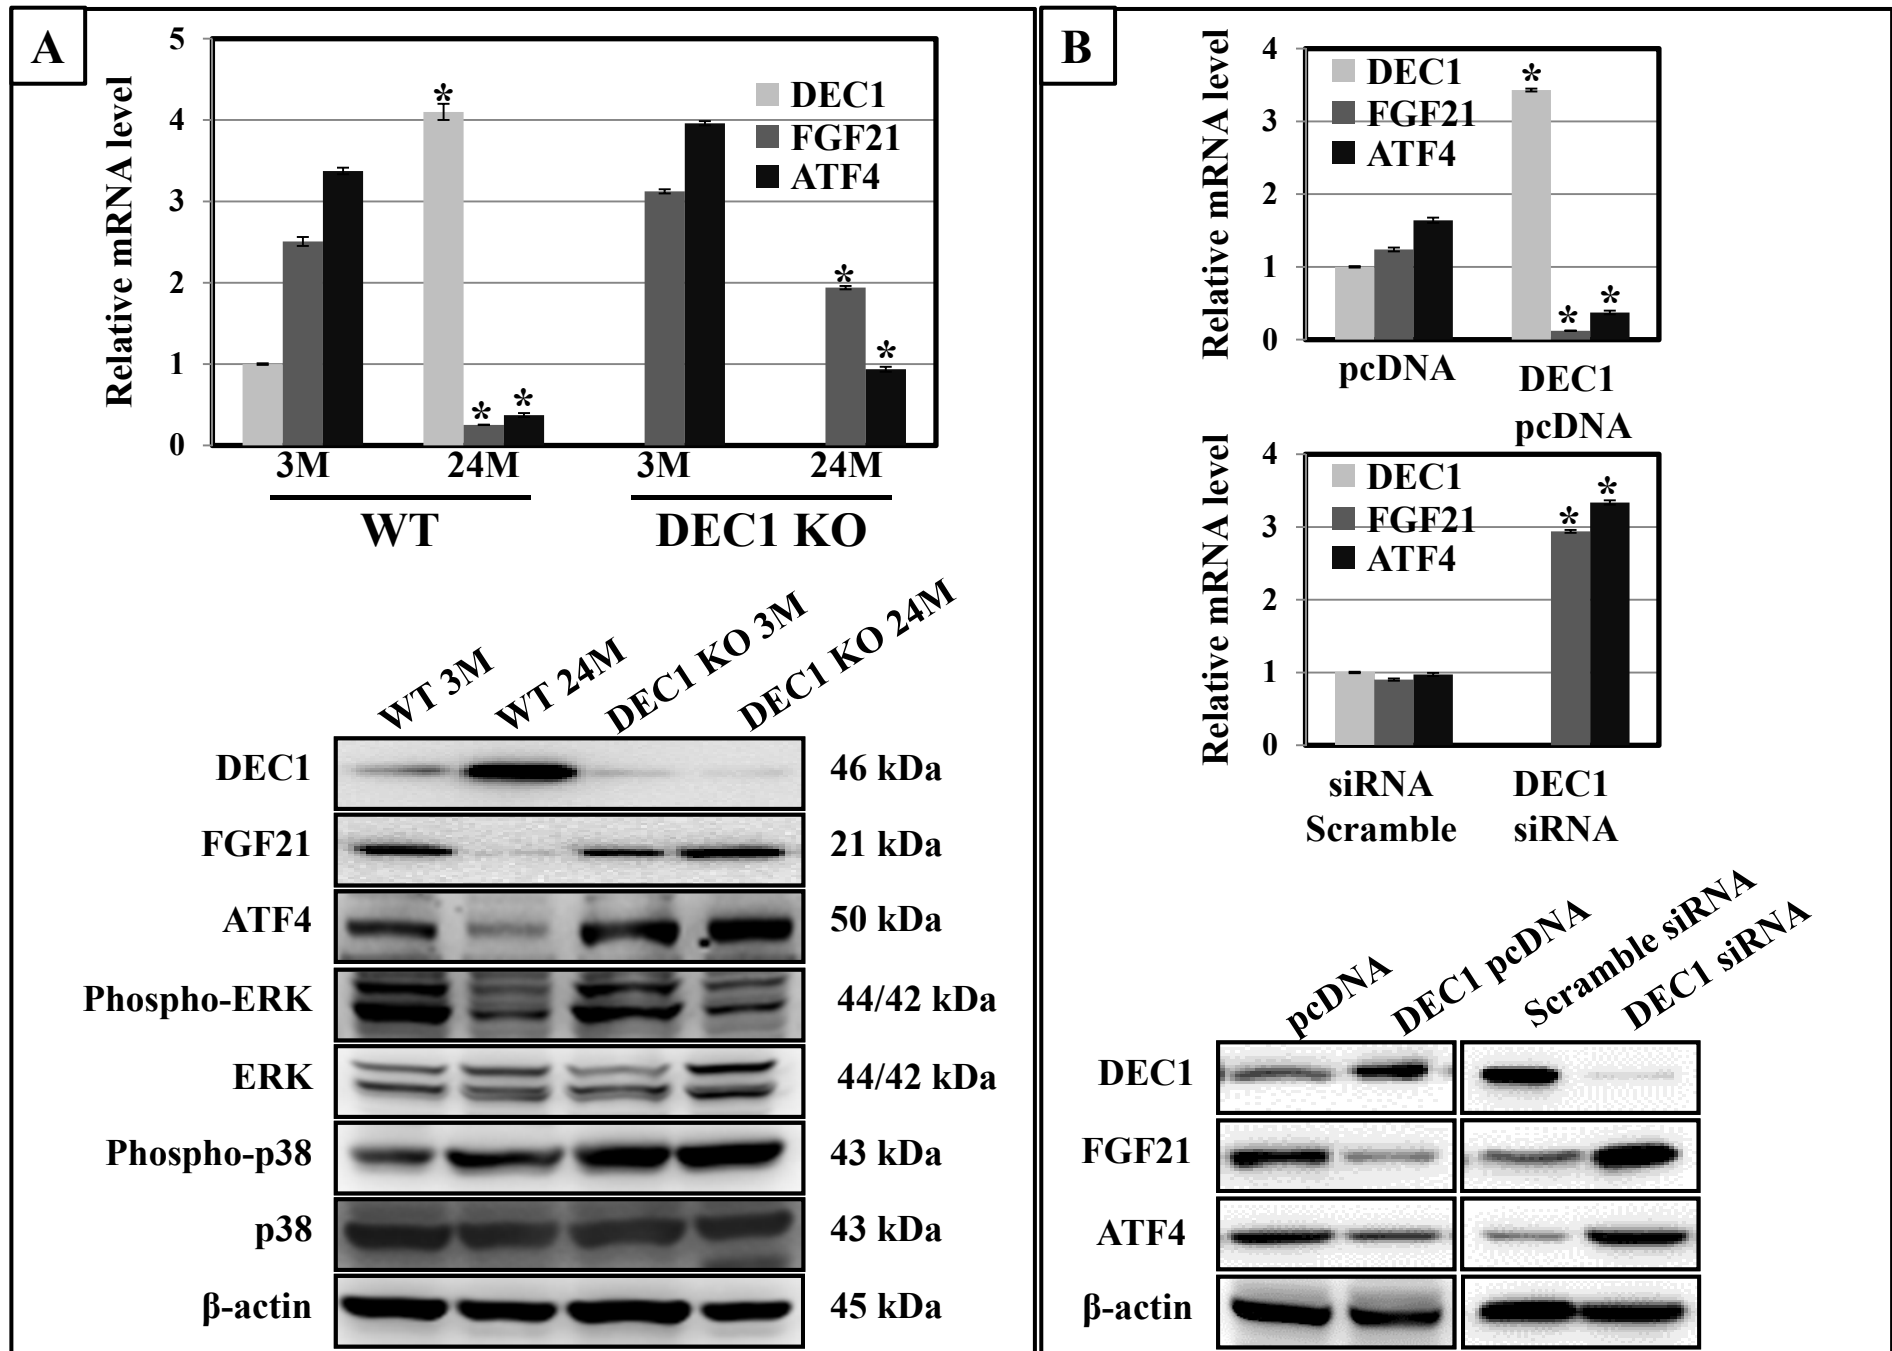 A
Relative mRNA level
5
4
3
2
1
0
*
*
*
*
*
DEC1
FGF21
ATF4
3M
24M
3M
24M
WT
DEC1 KO
WT 3M
WT 24M
DEC1 KO 3M
DEC1 KO 24M
DEC1
46 kDa
FGF21
21 kDa
ATF4
50 kDa
Phospho-ERK
44/42 kDa
ERK
44/42 kDa
Phospho-p38
43 kDa
p38
43 kDa
β-actin
45 kDa
B
Relative mRNA level
4
3
2
1
0
DEC1
FGF21
ATF4
*
*
*
pcDNA
DEC1
pcDNA
Relative mRNA level
4
3
2
1
0
DEC1
FGF21
ATF4
*
*
siRNA
Scramble
DEC1
siRNA
pcDNA
DEC1 pcDNA
Scramble siRNA
DEC1 siRNA
DEC1
FGF21
ATF4
β-actin